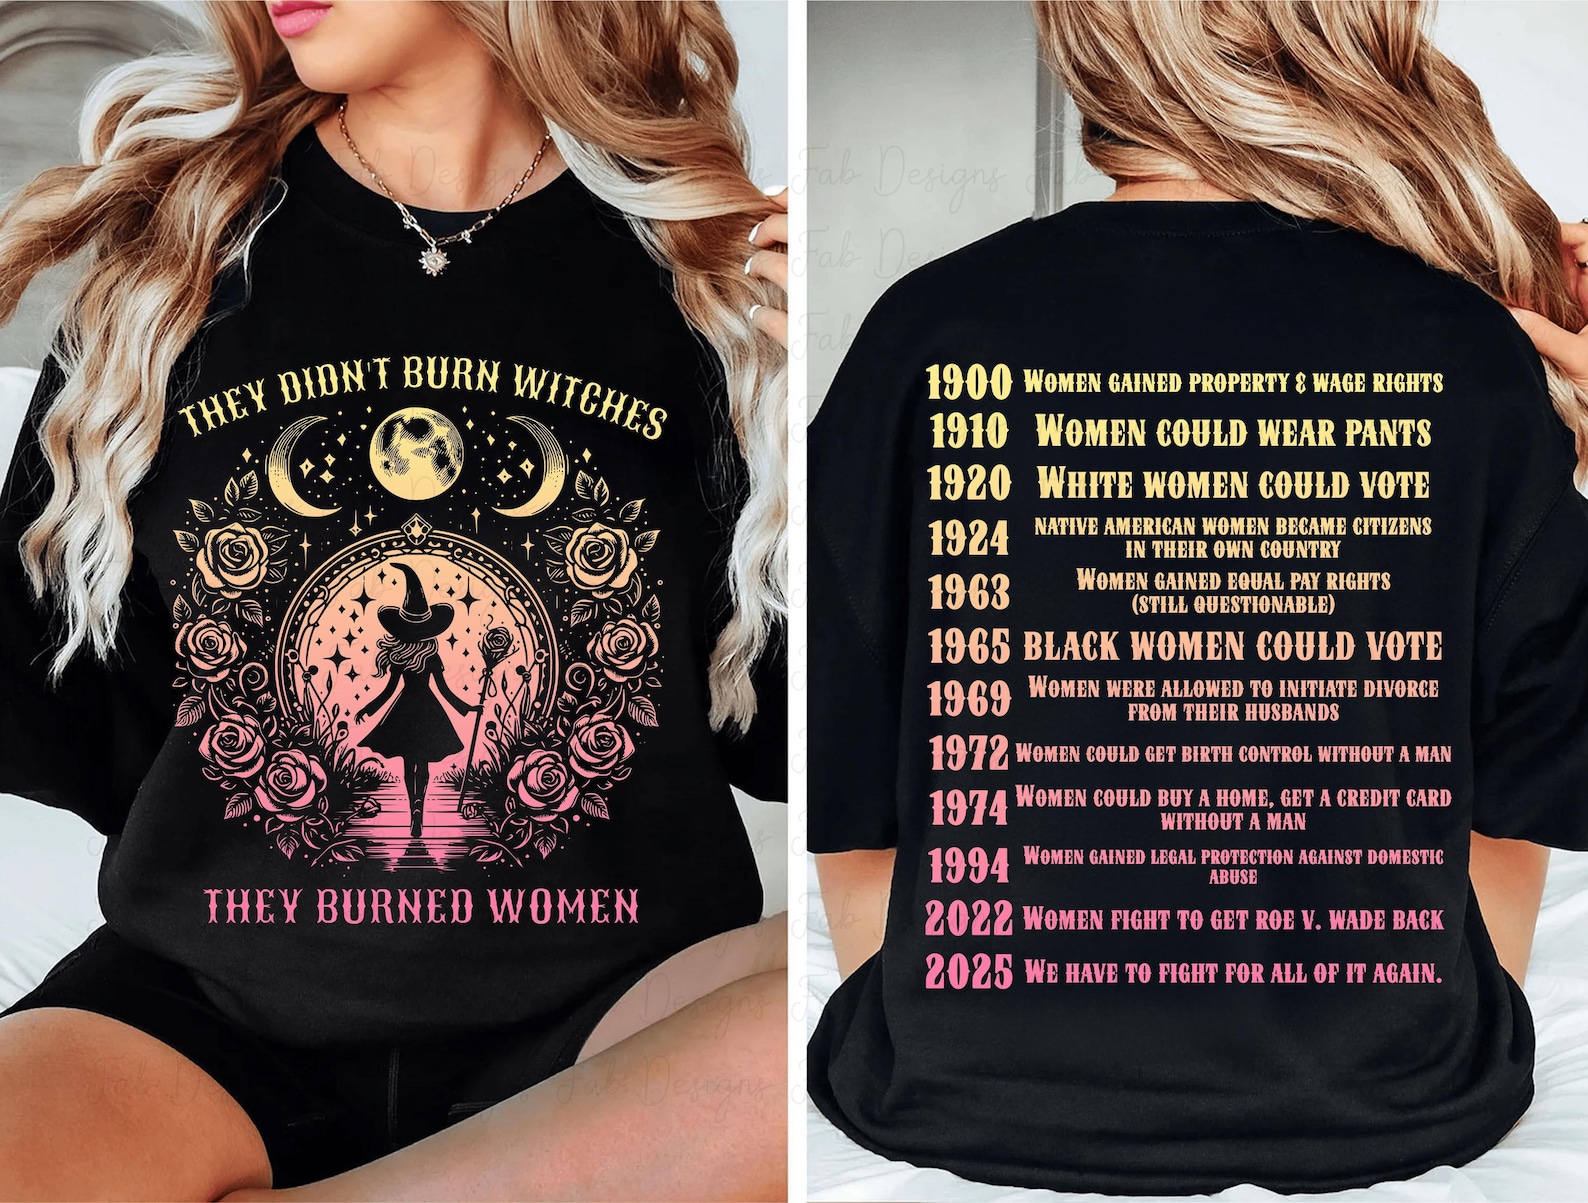 THEY DIDN'T BURN WITCHES
THEY BURNED WOMEN
1900 WOMEN GAINED PROPERTY & WAGE RIGHTS
1910 WOMEN COULD WEAR PANTS
1920 WHITE WOMEN COULD VOTE
1924 NATIVE AMERICAN WOMEN BECAME CITIZENS
IN THEIR OWN COUNTRY
1963 WOMEN GAINED EQUAL PAY RIGHTS
(STILL QUESTIONABLE)
1965 BLACK WOMEN COULD VOTE
1969 WOMEN WERE ALLOWED TO INITIATE DIVORCE
FROM THEIR HUSBANDS
1972 WOMEN COULD GET BIRTH CONTROL WITHOUT A MAN
1974 WOMEN COULD BUY A HOME, GET A CREDIT CARD
WITHOUT A MAN
1994 WOMEN GAINED LEGAL PROTECTION AGAINST DOMESTIC
ABUSE
2022 WOMEN FIGHT TO GET ROE V. WADE BACK
2025 WE HAVE TO FIGHT FOR ALL OF IT AGAIN.
Fab Designs